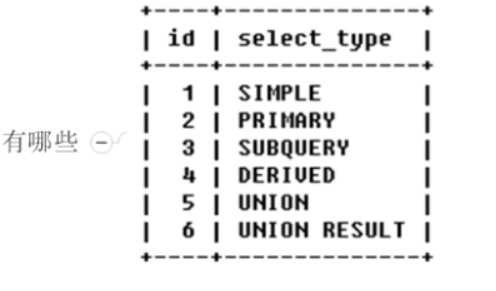 +----+--------------+
| id | select_type |
+----+--------------+
| 1 | SIMPLE |
| 2 | PRIMARY |
有哪些
| 3 | SUBQUERY |
| 4 | DERIVED |
| 5 | UNION |
| 6 | UNION RESULT |
+----+--------------+